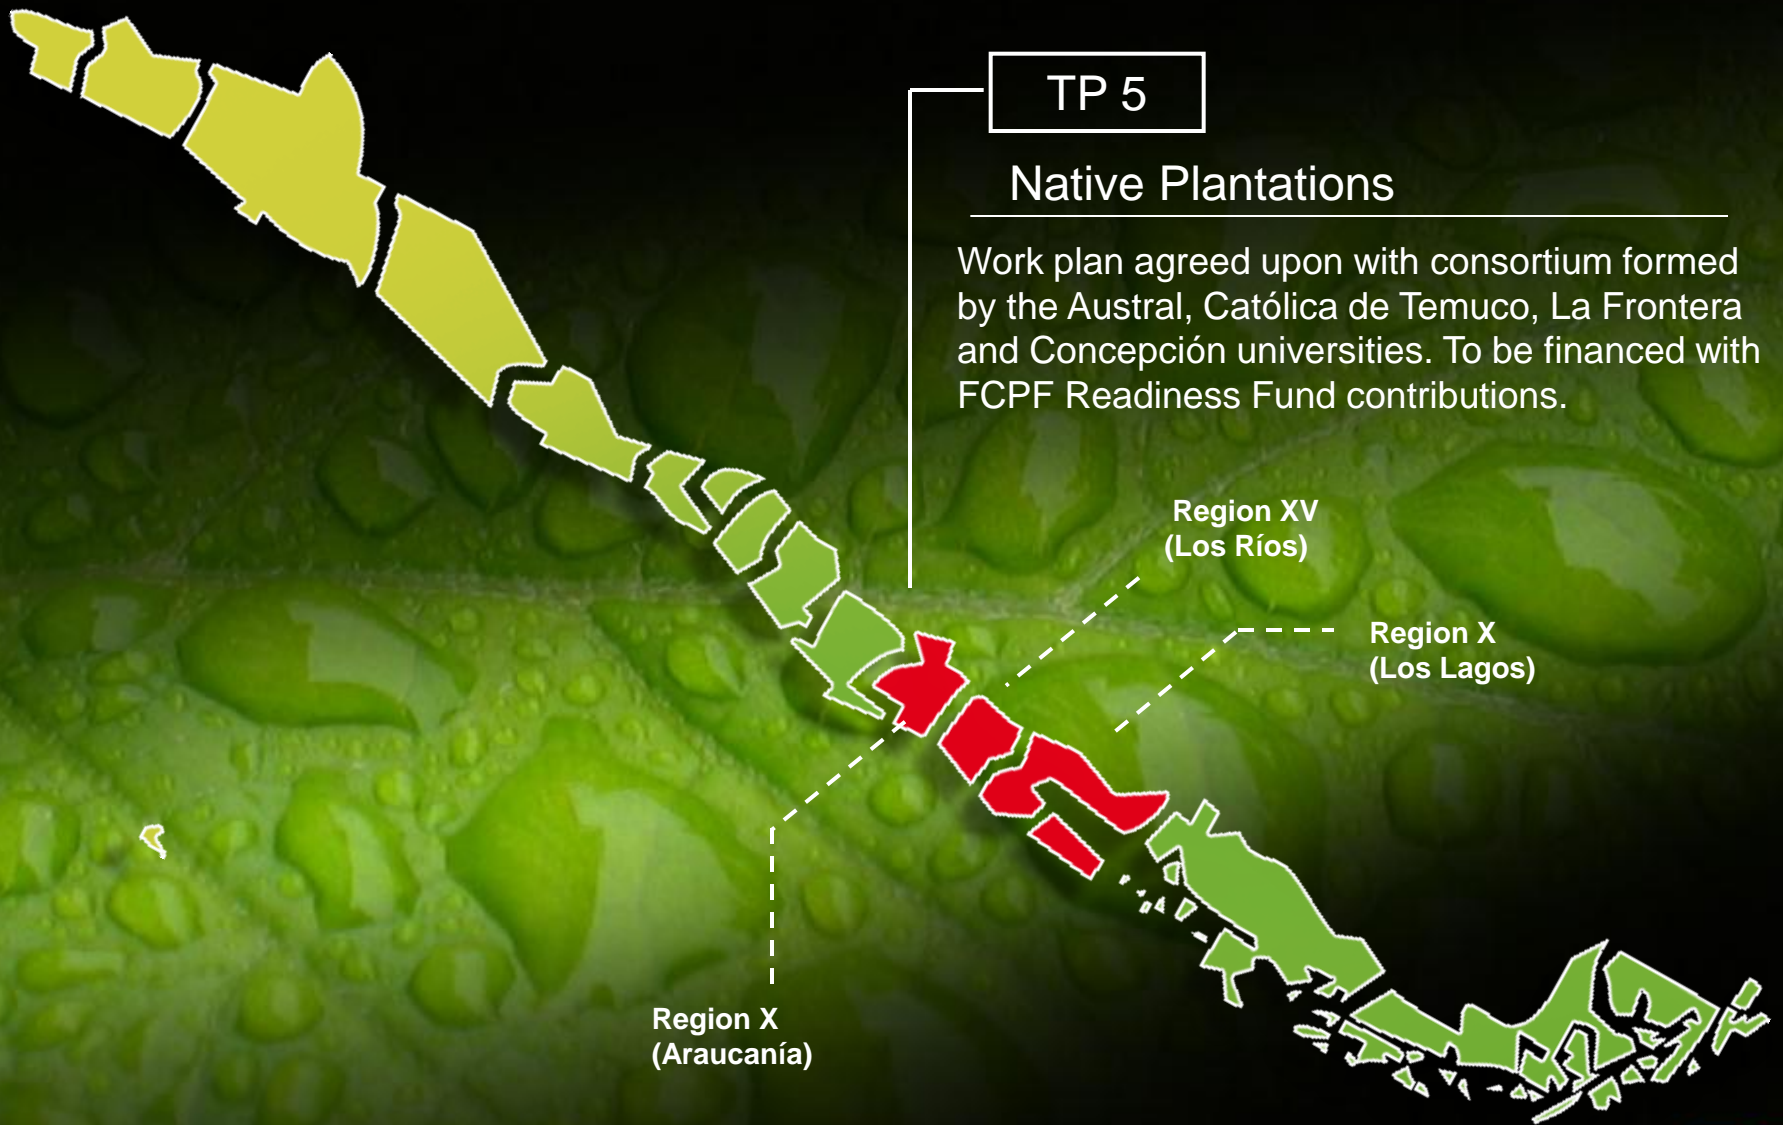 TP 5
Native Plantations
Work plan agreed upon with consortium formed
by the Austral, Católica de Temuco, La Frontera
and Concepción universities. To be financed with
FCPF Readiness Fund contributions.
Region XV
(Los Ríos)
Region X
(Los Lagos)
Region X
(Araucanía)